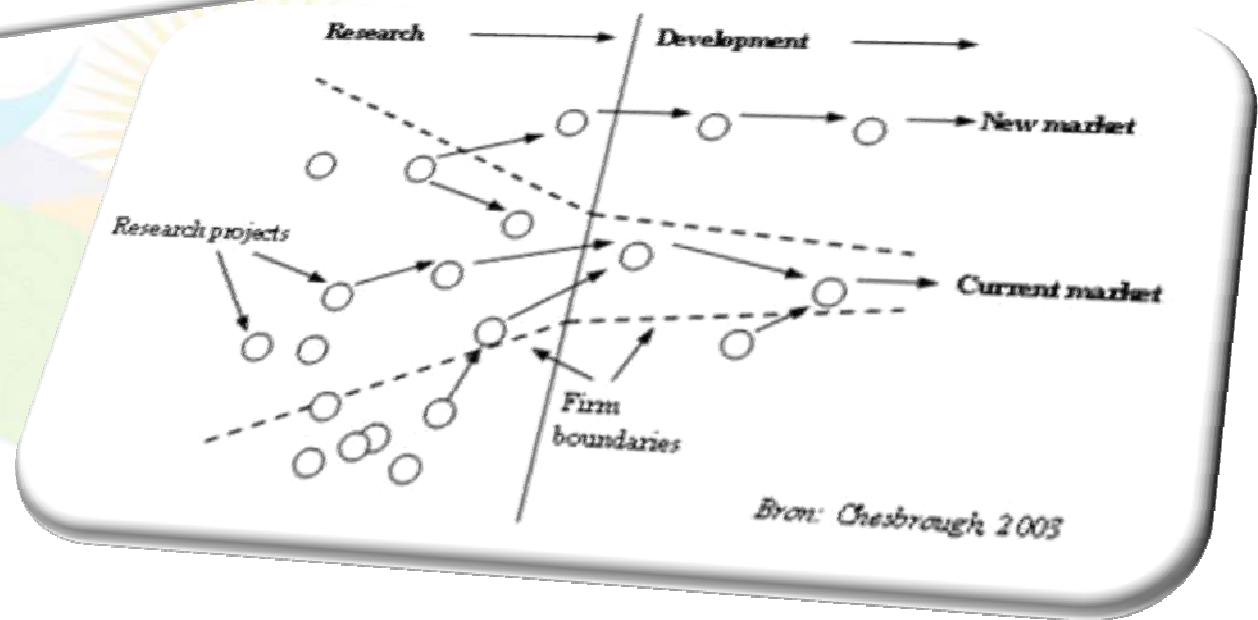 Research
Development
New market
Research projects
Current market
Firm
boundaries
Bron: Chesbrough, 2003